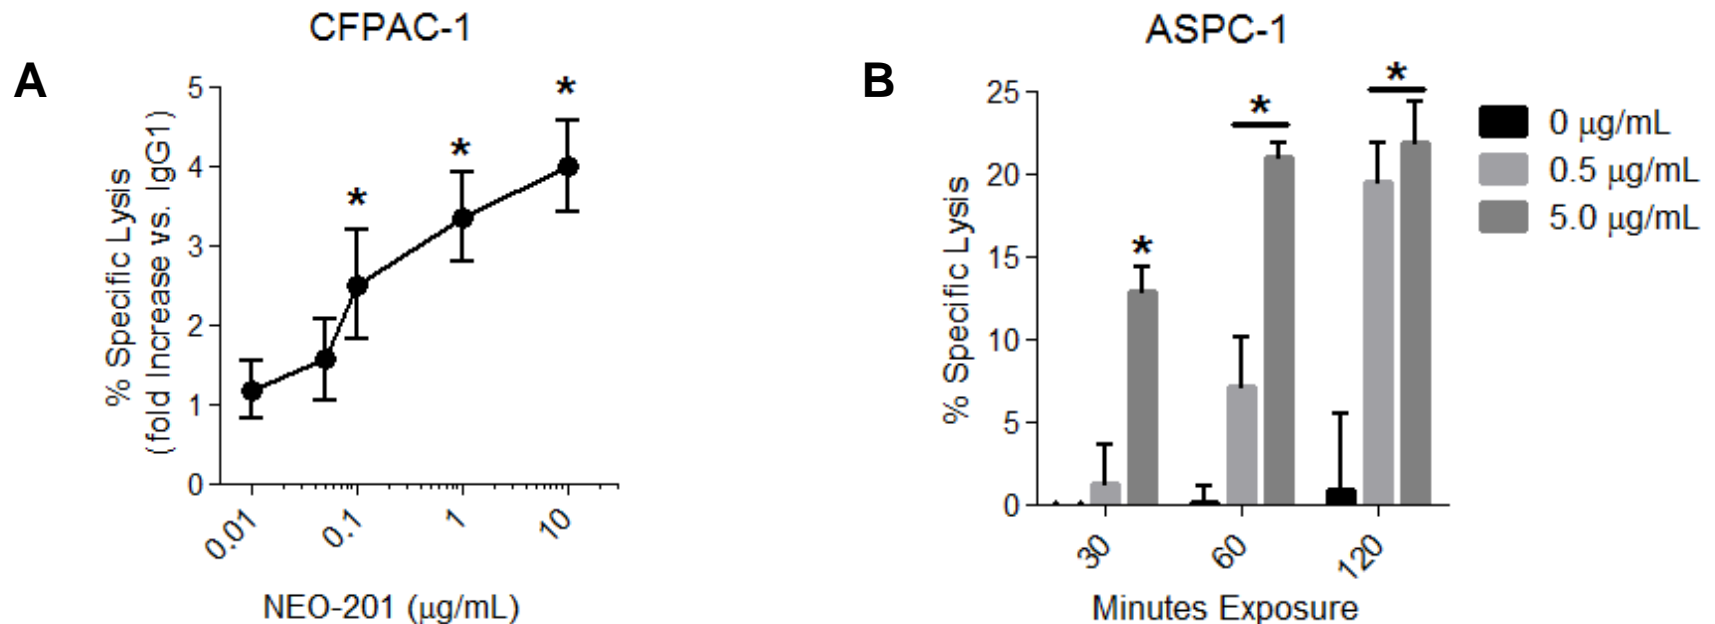 CFPAC-1
A
% Specific Lysis
(fold Increase vs. IgG1)
5
4
3
2
1
0
*
*
*
0.01
0.1
1
10
NEO-201 (µg/mL)
ASPC-1
B
% Specific Lysis
25
20
15
10
5
0
*
*
*
30
60
120
Minutes Exposure
0 µg/mL
0.5 µg/mL
5.0 µg/mL